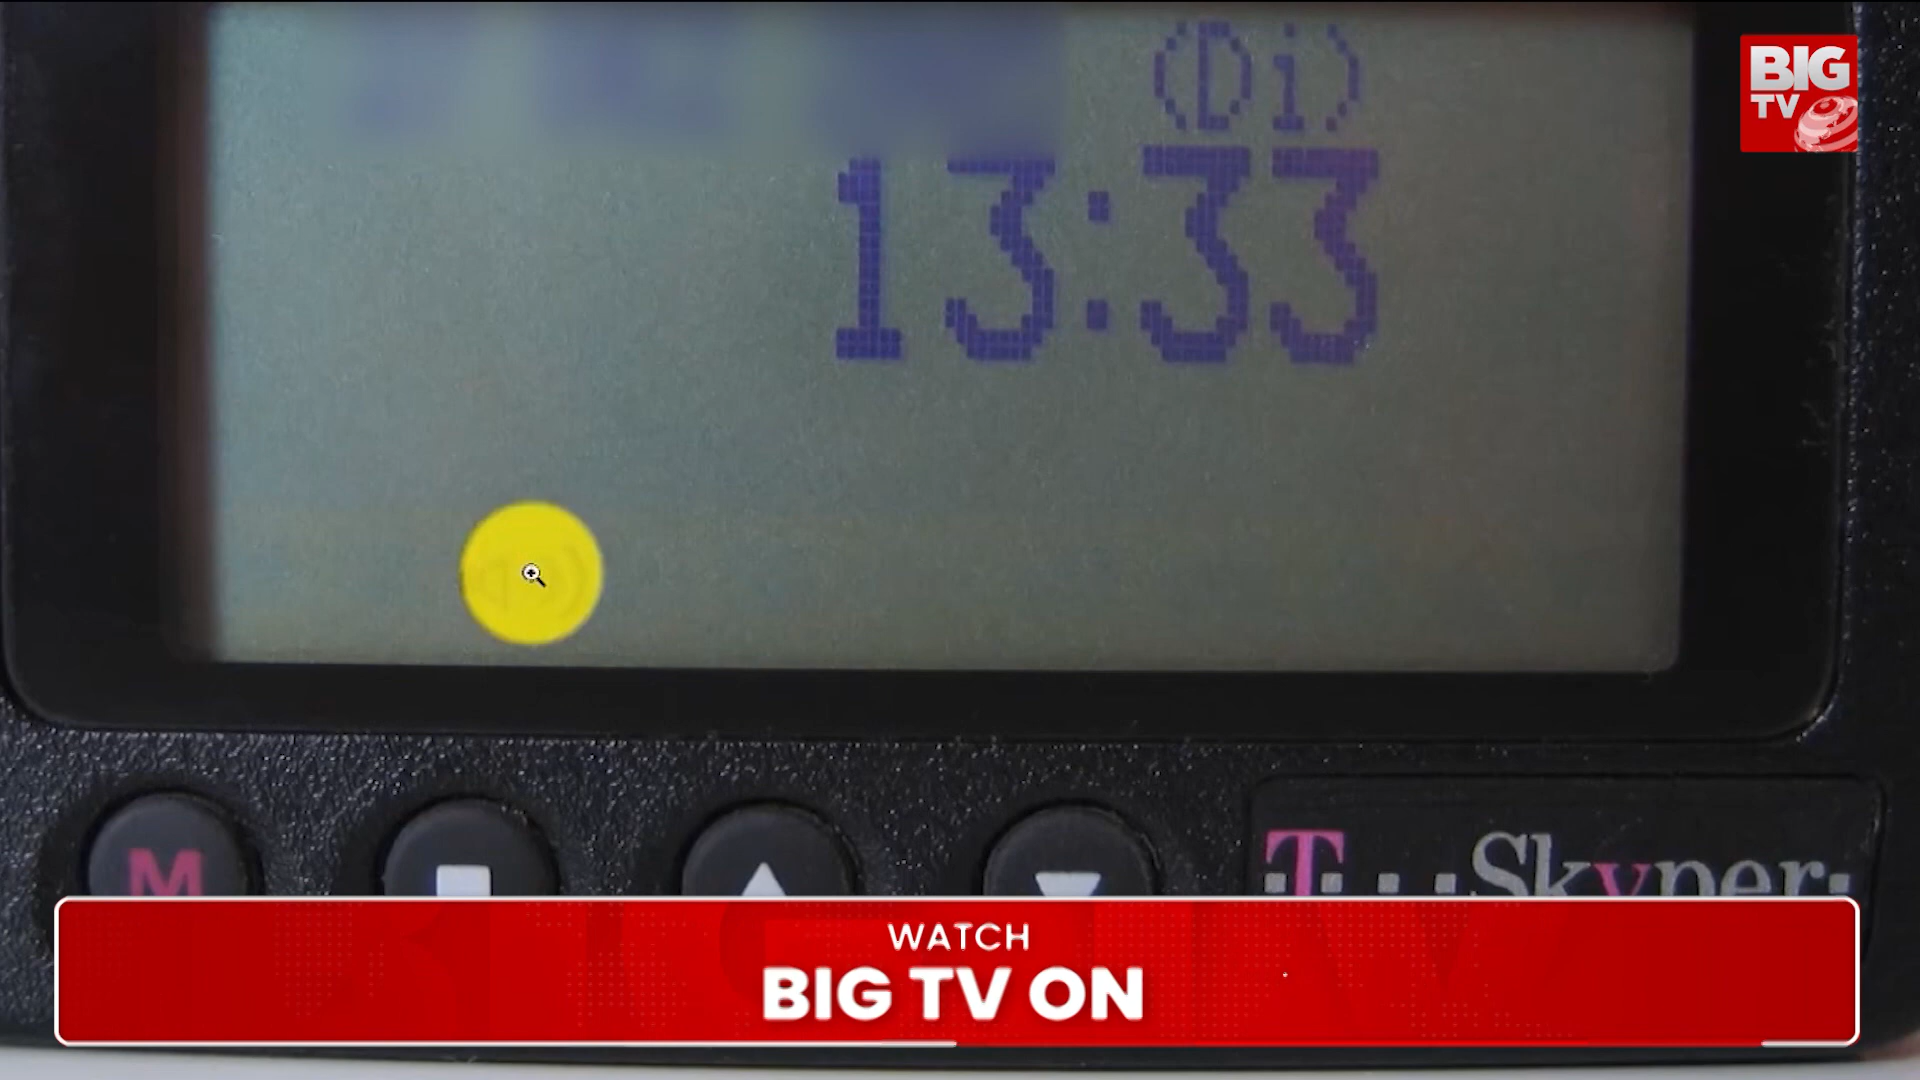 (Di)
BIG
TV
13:33
M
T Skyper
WATCH
BIG TV ON